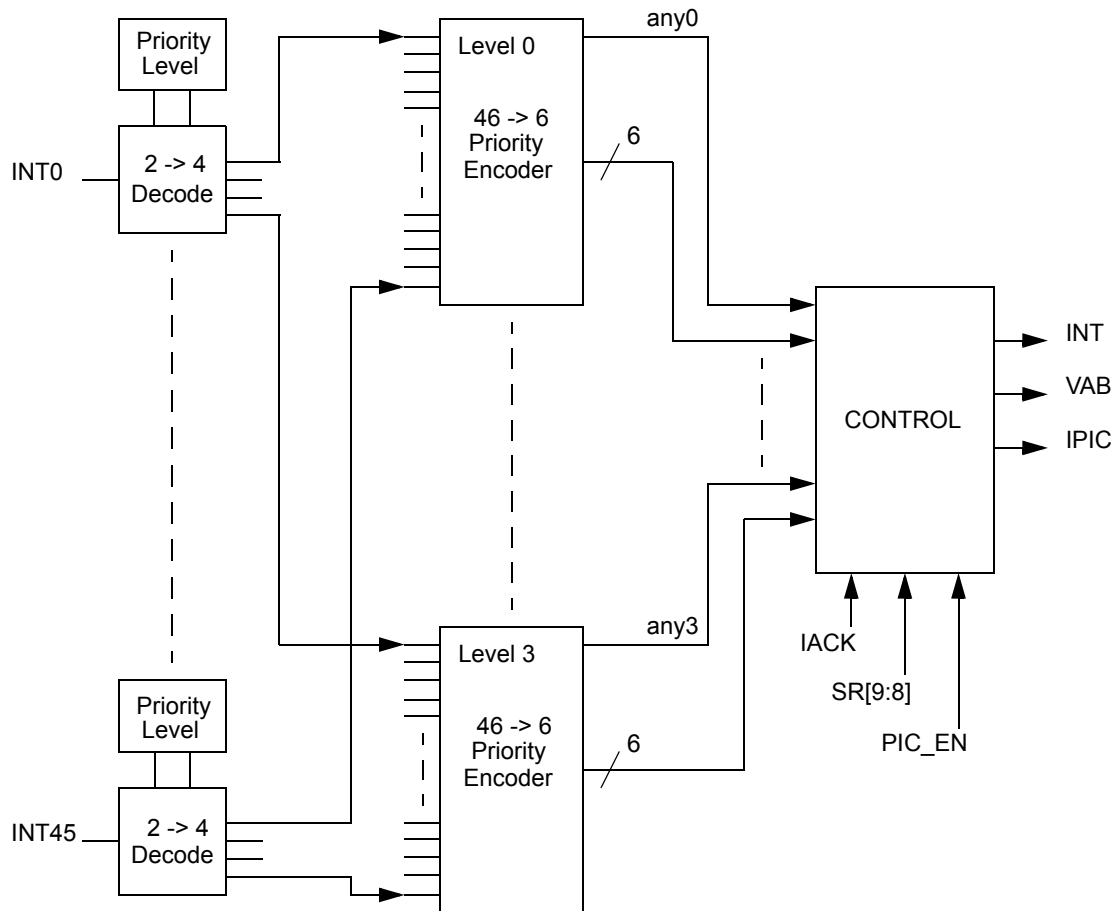 any0
Priority
Level
Level 0
46 -> 6
Priority
Encoder
6
INT0
2 -> 4
Decode
INT
VAB
IPIC
CONTROL
any3
Level 3
IACK
SR[9:8]
PIC_EN
Priority
Level
46 -> 6
Priority
Encoder
6
INT45
2 -> 4
Decode